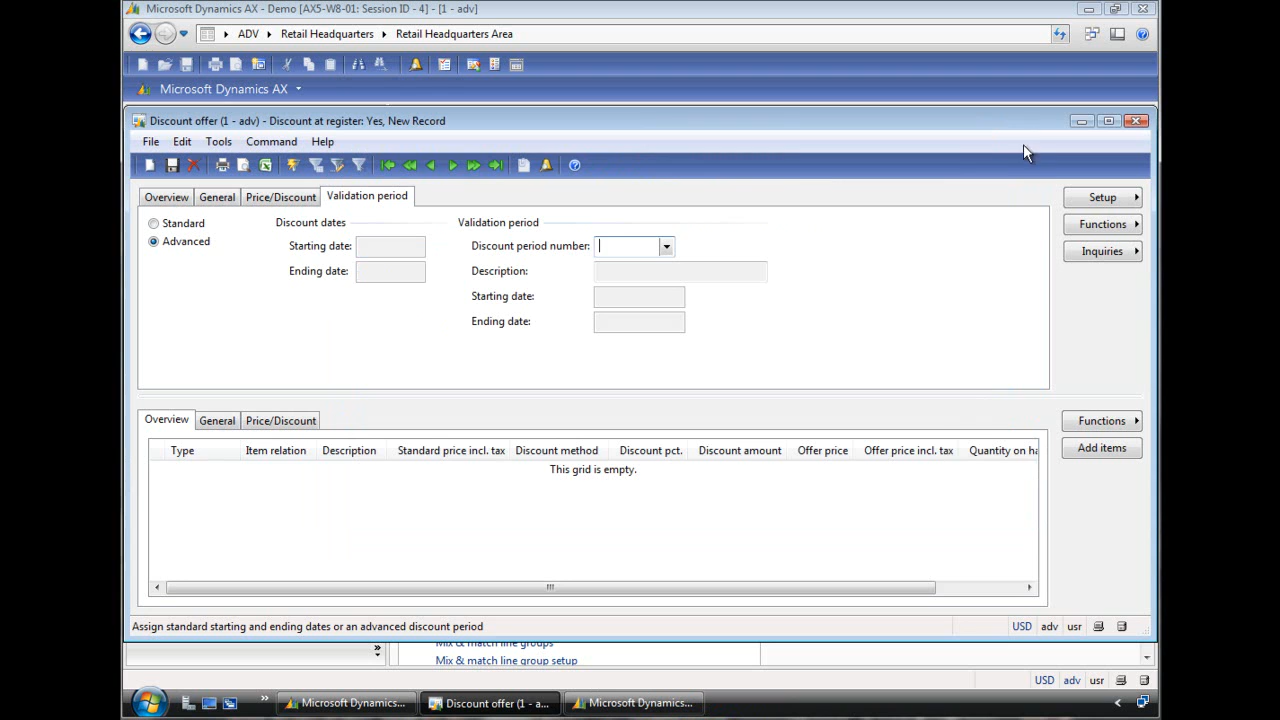 Microsoft Dynamics AX - Demo [AX5-W8-01: Session ID - 4] - [1 - adv]
ADV Retail Headquarters Retail Headquarters Area
Microsoft Dynamics AX
Discount offer (1 - adv) - Discount at register: Yes, New Record
File Edit Tools Command Help
Overview General Price/Discount Validation period
Setup
Standard Discount dates Validation period
Functions
Advanced Starting date: Discount period number:
Inquiries
Ending date: Description:
Starting date:
Ending date:
Overview General Price/Discount
Functions
Type Item relation Description Standard price incl. tax Discount method Discount pct. Discount amount Offer price Offer price incl. tax Quantity on ha
Add items
This grid is empty.
Assign standard starting and ending dates or an advanced discount period USD adv usr
Mix & match line groups
Mix & match line group setup
USD adv usr
Microsoft Dynamics... Discount offer (1 - a... Microsoft Dynamics...